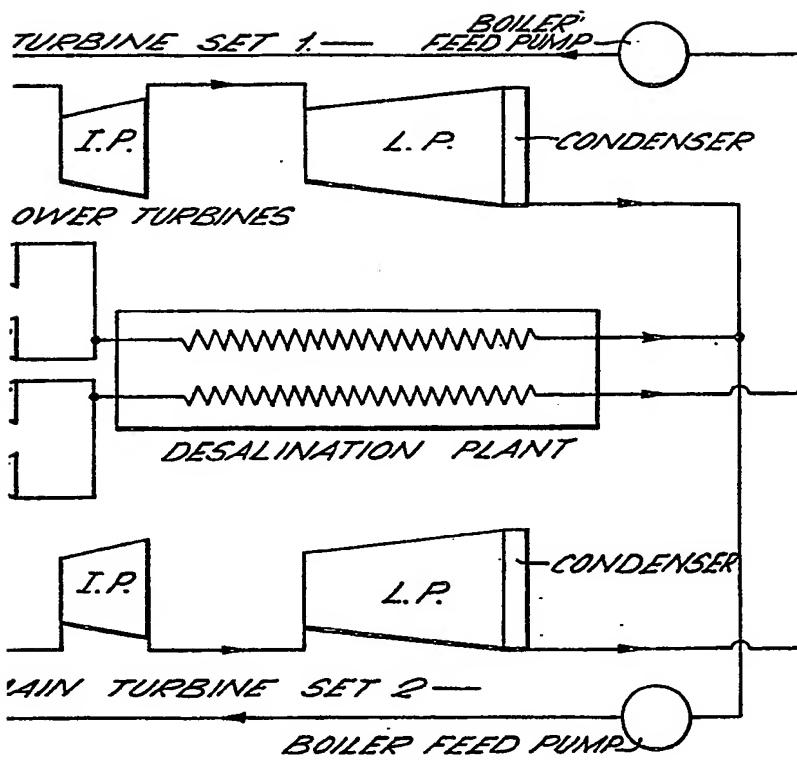 TURBINE SET 1.—
BOILER
FEED PUMP
I.P.
L.P.
CONDENSER
OWER TURBINES
DESALINATION PLANT
I.P.
L.P.
CONDENSER
AIN TURBINE SET 2—
BOILER FEED PUMP